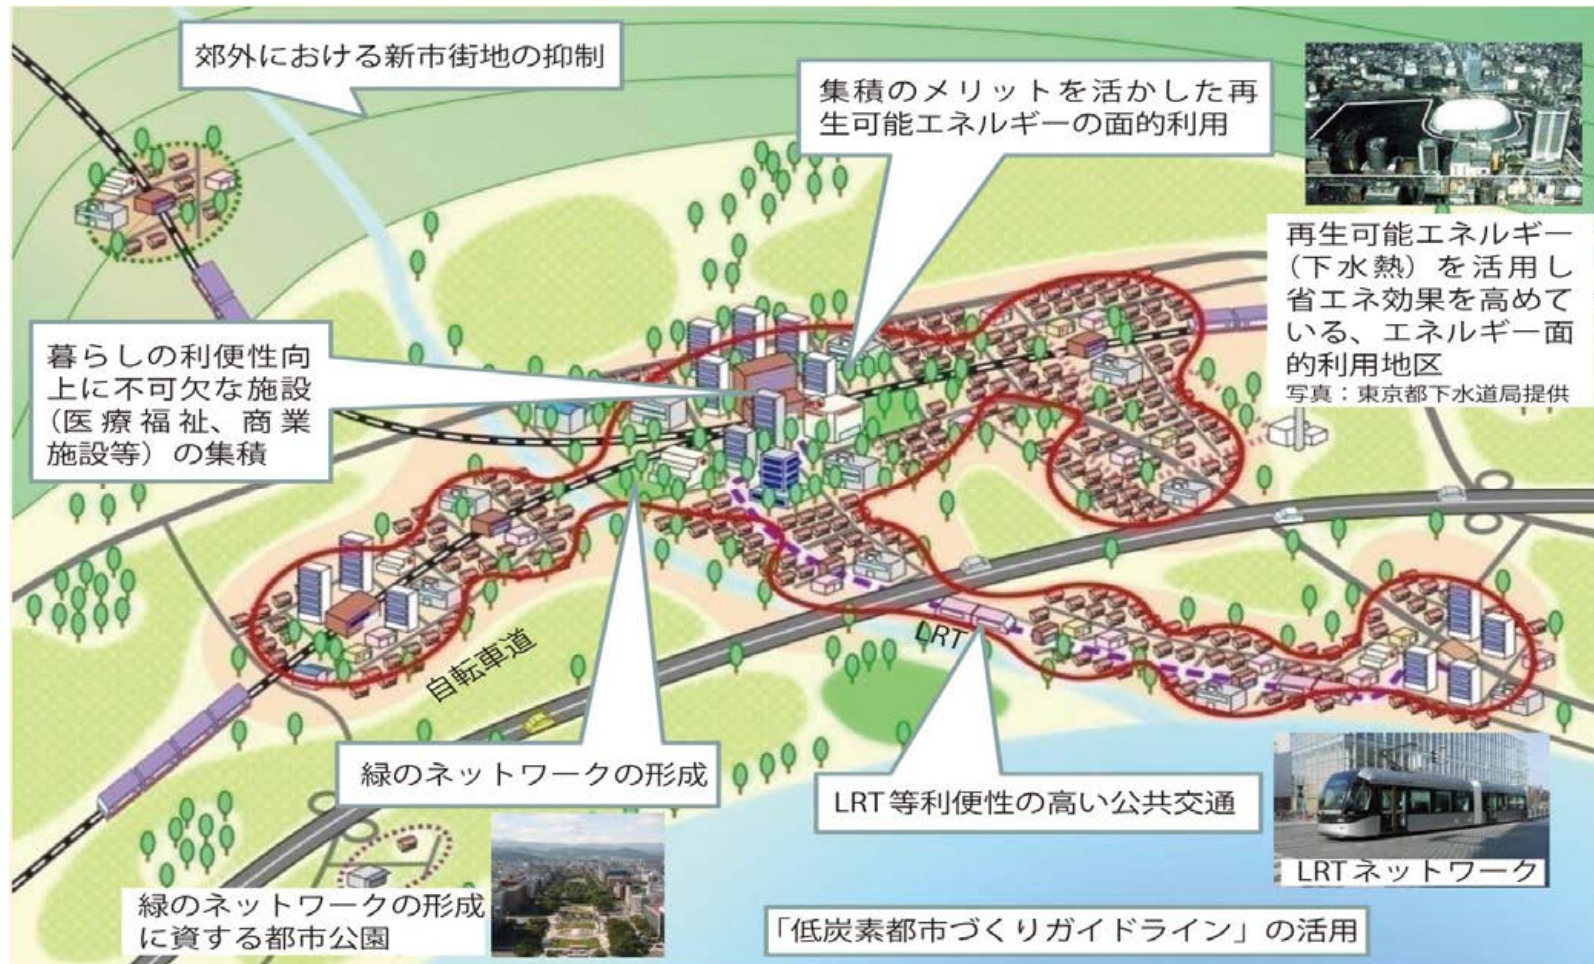 郊外における新市街地の抑制
集積のメリットを活かした再
生可能エネルギーの面的利用
再生可能エネルギー
（下水熱）を活用し
省エネ効果を高めて
いる、エネルギー面
的利用地区
写真：東京都下水道局提供
暮らしの利便性向
上に不可欠な施設
（医療福祉、商業
施設等）の集積
自転車道
LRT
緑のネットワークの形成
LRT等利便性の高い公共交通
LRTネットワーク
緑のネットワークの形成
に資する都市公園
「低炭素都市づくりガイドライン」の活用